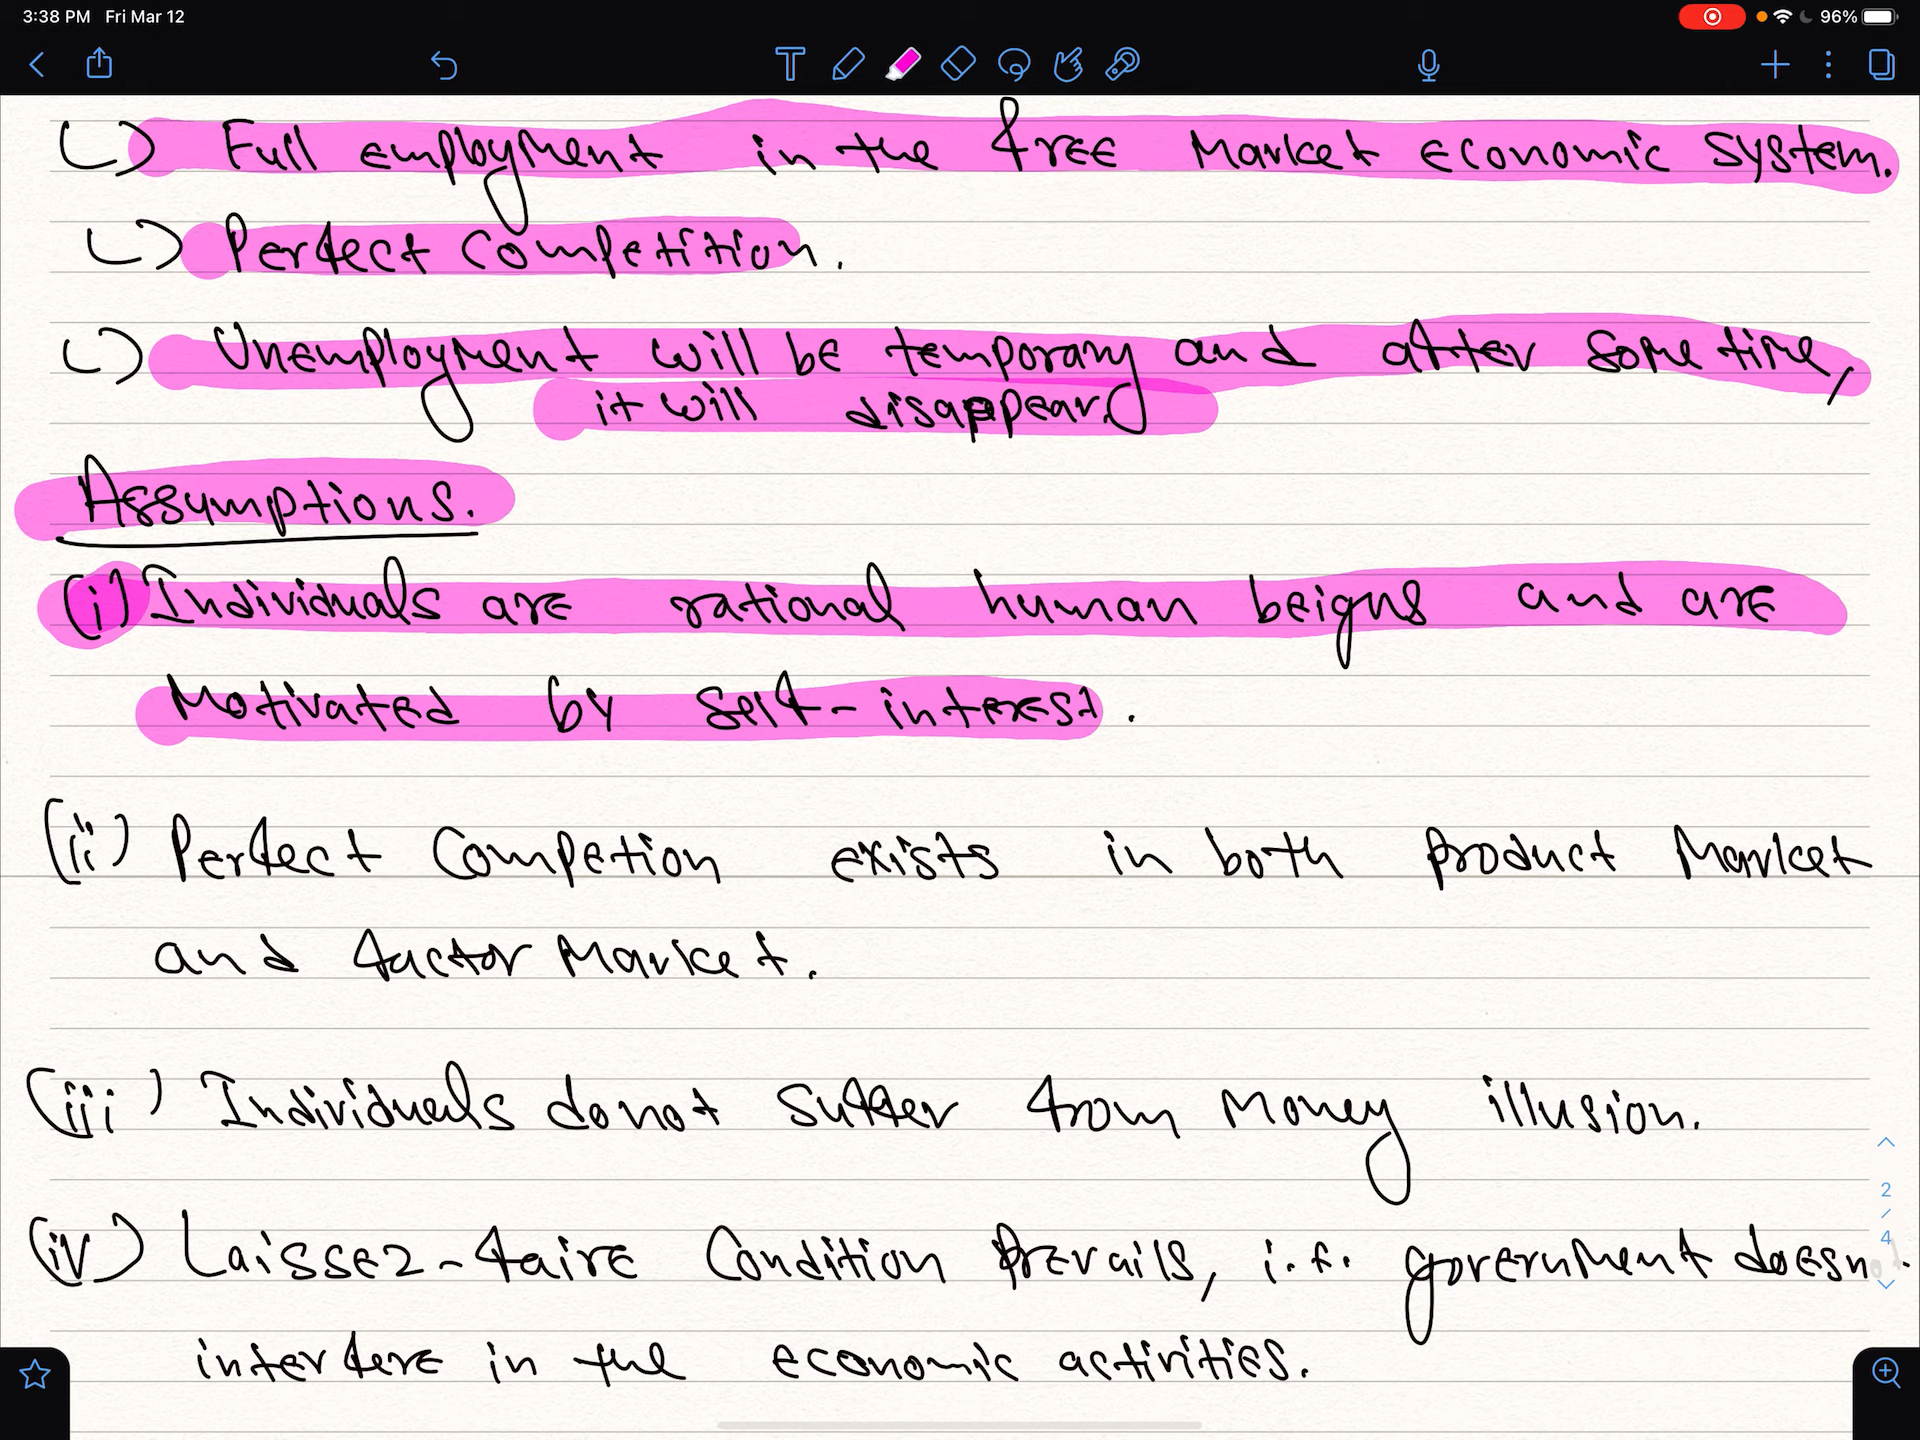 3:38 PM Fri Mar 12 96%
Full employment in the free Market economic system.
Perfect competition.
Unemployment will be temporary and after some time,
it will disappear.
Assumptions.
(i) Individuals are rational human beigns and are
Motivated by self-interest.
(ii) Perfect Competion exists in both product Market
and factor Market.
(iii) Individuals do not suffer from Money illusion.
2
/
4
(iv) Laissez-faire Condition Prevails, i.e. government doesn
interfere in the economic activities.